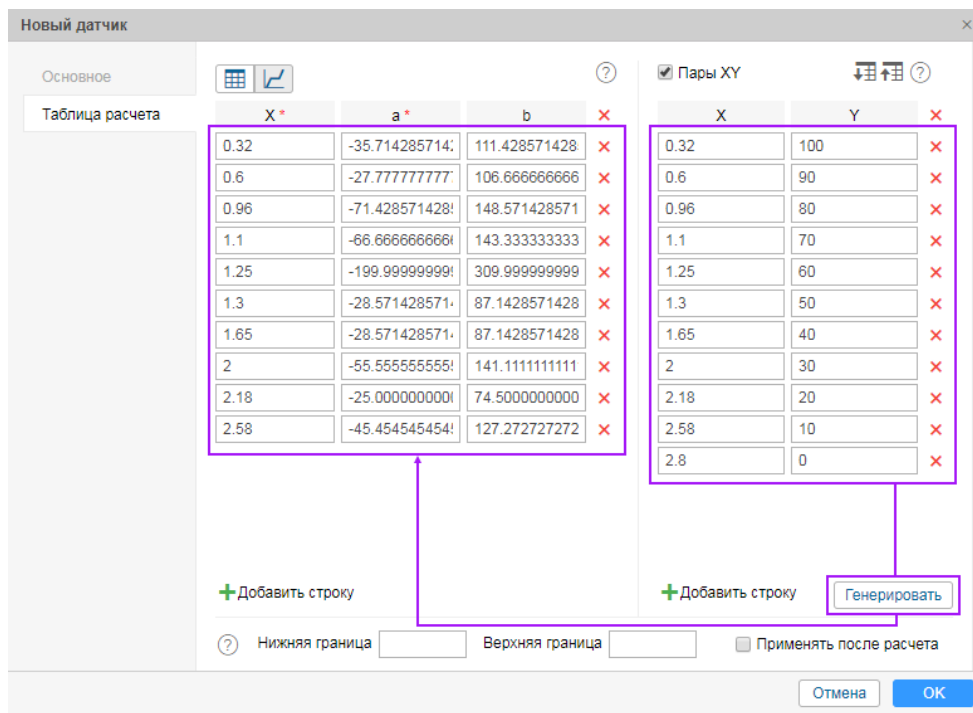 Новый датчик ×
Основное
Таблица расчета
? Пары XY ?
X * a * b X Y
0.32 -35.714285714 111.428571428 0.32 100
0.6 -27.777777777 106.666666666 0.6 90
0.96 -71.428571428 148.571428571 0.96 80
1.1 -66.666666666 143.333333333 1.1 70
1.25 -199.99999999 309.999999999 1.25 60
1.3 -28.571428571 87.1428571428 1.3 50
1.65 -28.571428571 87.1428571428 1.65 40
2 -55.555555555 141.1111111111 2 30
2.18 -25.000000000 74.5000000000 2.18 20
2.58 -45.454545454 127.272727272 2.58 10
2.8 0
Добавить строку Добавить строку Генерировать
? Нижняя граница Верхняя граница Применять после расчета
Отмена OK